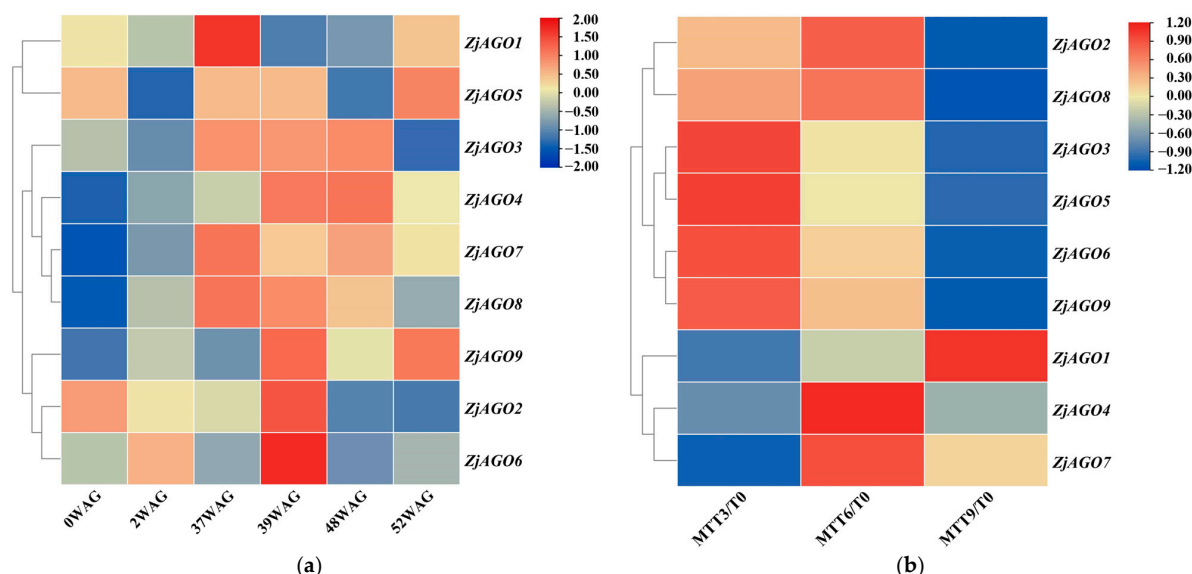 ZjAGO1
ZjAGO5
ZjAGO3
ZjAGO4
ZjAGO7
ZjAGO8
ZjAGO9
ZjAGO2
ZjAGO6
0WAG
2WAG
37WAG
39WAG
48WAG
52WAG
2.00
1.50
1.00
0.50
0.00
−0.50
−1.00
−1.50
−2.00
(a)
ZjAGO2
ZjAGO8
ZjAGO3
ZjAGO5
ZjAGO6
ZjAGO9
ZjAGO1
ZjAGO4
ZjAGO7
MTT3/T0
MTT6/T0
MTT9/T0
1.20
0.90
0.60
0.30
0.00
−0.30
−0.60
−0.90
−1.20
(b)